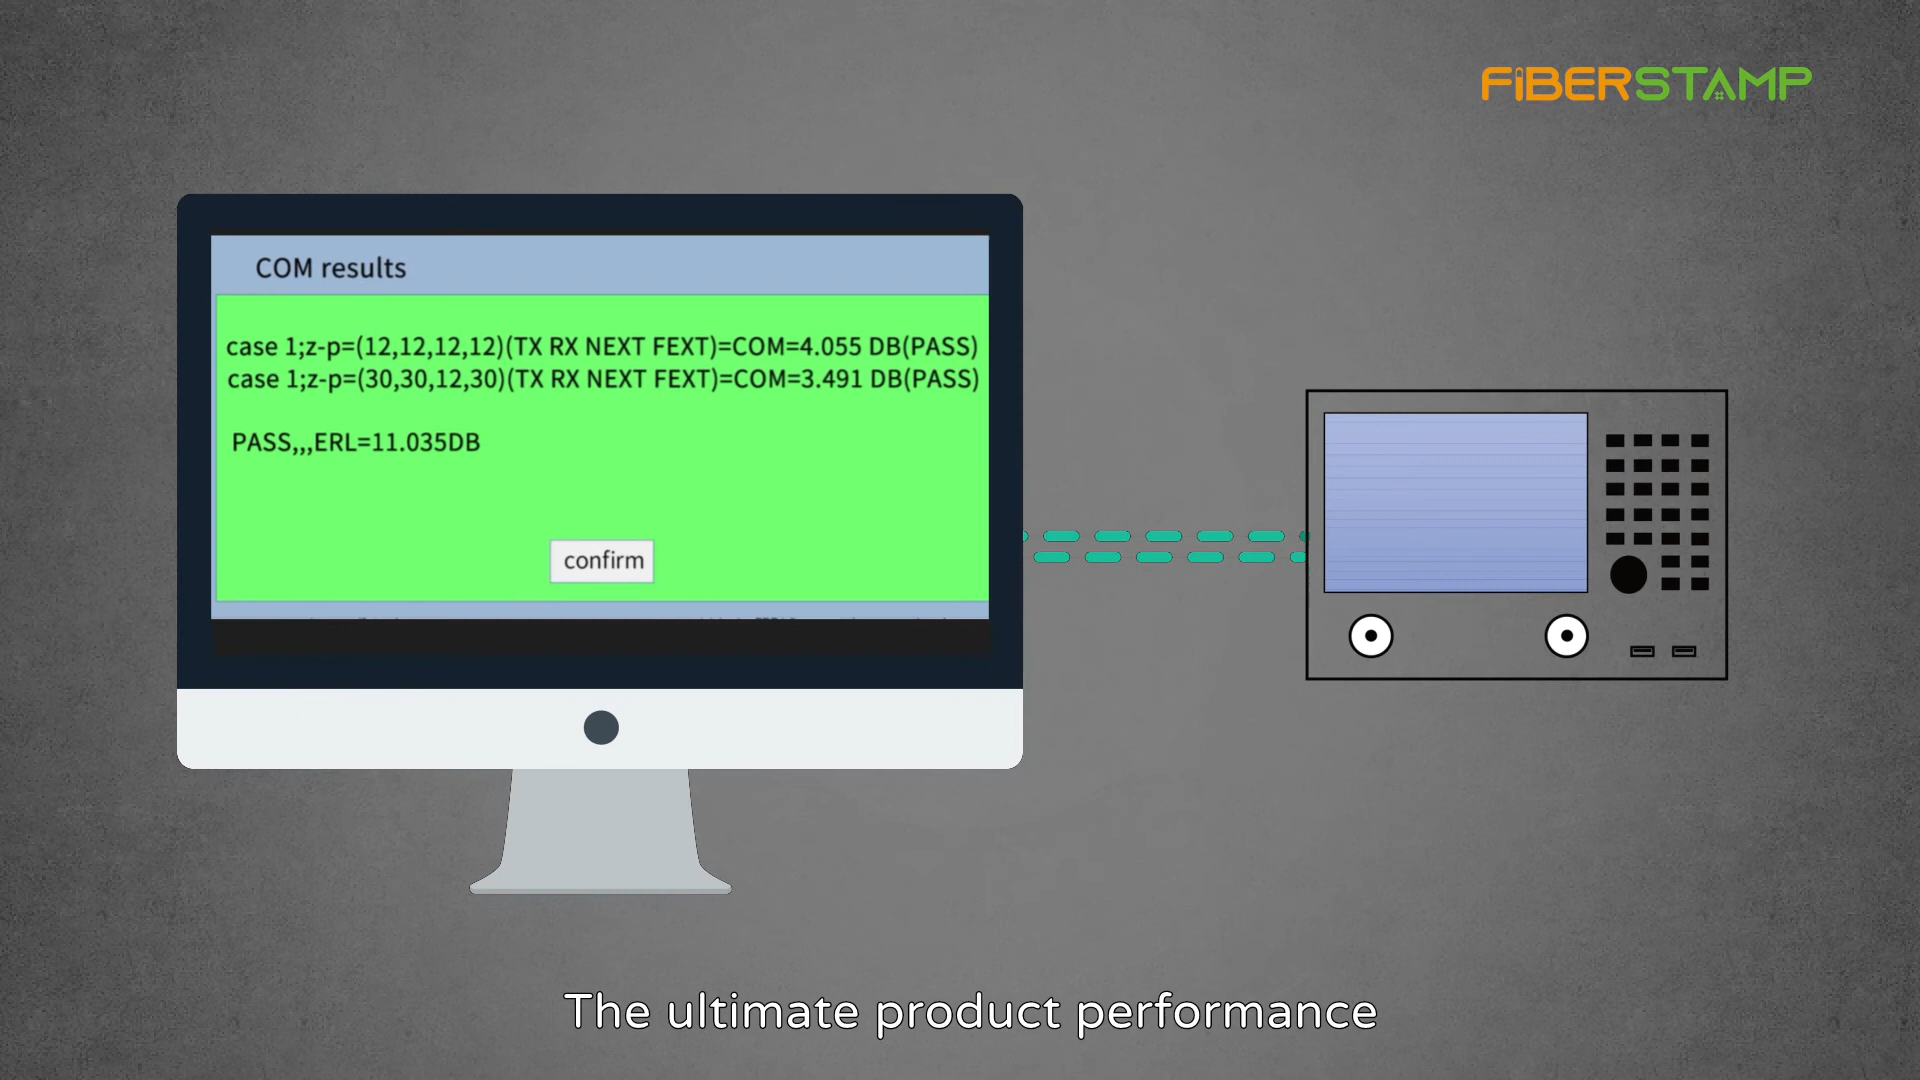 FIBERSTAMP
COM results
case 1;z-p=(12,12,12,12)(TX RX NEXT FEXT)=COM=4.055 DB(PASS)
case 1;z-p=(30,30,12,30)(TX RX NEXT FEXT)=COM=3.491 DB(PASS)
PASS,,,ERL=11.035DB
confirm
The ultimate product performance